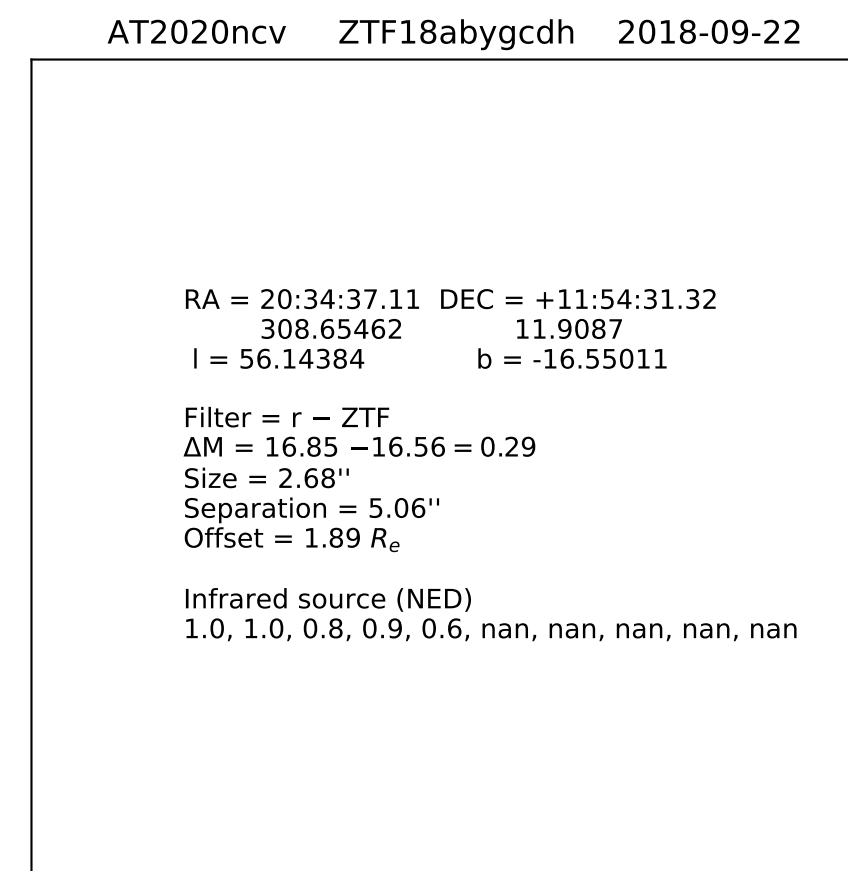 AT2020ncv ZTF18abygcdh 2018-09-22
RA = 20:34:37.11 DEC = +11:54:31.32
308.65462 11.9087
l = 56.14384 b = -16.55011
Filter = r − ZTF
ΔM = 16.85 −16.56 = 0.29
Size = 2.68''
Separation = 5.06''
Offset = 1.89 Re
Infrared source (NED)
1.0, 1.0, 0.8, 0.9, 0.6, nan, nan, nan, nan, nan